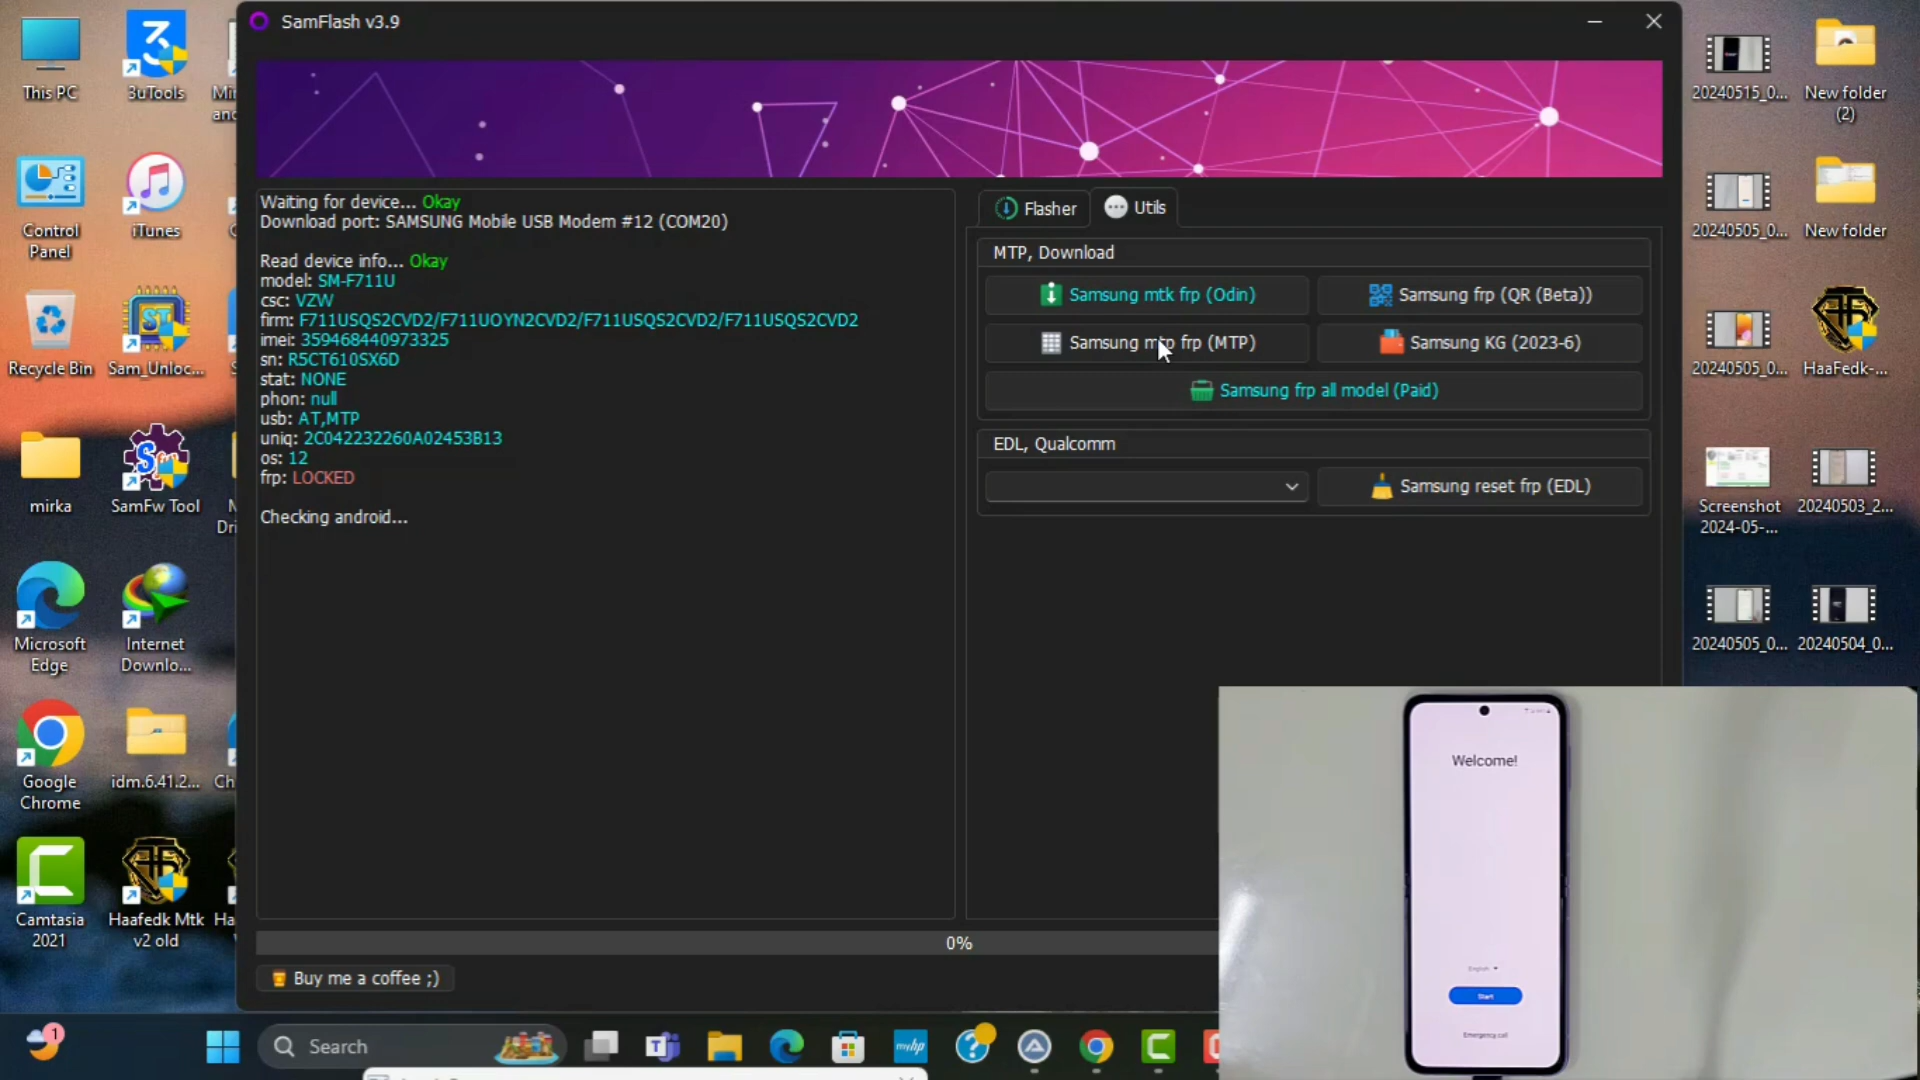 SamFlash v3.9
This PC
3uTools
Control
Panel
iTunes
Recycle Bin
Sam_Unloc...
mirka
SamFw Tool
Microsoft
Edge
Internet
Downlo...
Google
Chrome
idm.6.41.2...
Camtasia
2021
Haafedk Mtk
v2 old
Waiting for device... Okay
Download port: SAMSUNG Mobile USB Modem #12 (COM20)
Read device info... Okay
model: SM-F711U
csc: VZW
firm: F711USQS2CVD2/F711UOYN2CVD2/F711USQS2CVD2/F711USQS2CVD2
imei: 359468440973325
sn: R5CT610SX6D
stat: NONE
phon: null
usb: AT,MTP
uniq: 2C042232260A02453B13
os: 12
frp: LOCKED
Checking android...
Flasher
Utils
MTP, Download
Samsung mtk frp (Odin)
Samsung frp (QR (Beta))
Samsung mtp frp (MTP)
Samsung KG (2023-6)
Samsung frp all model (Paid)
EDL, Qualcomm
Samsung reset frp (EDL)
0%
Buy me a coffee ;)
20240515_0...
New folder
(2)
20240505_0...
New folder
20240505_0...
HaaFedk-...
Screenshot
2024-05-...
20240503_2...
20240505_0...
20240504_0...
Welcome!
English
Start
Emergency call
1
Search
myhp